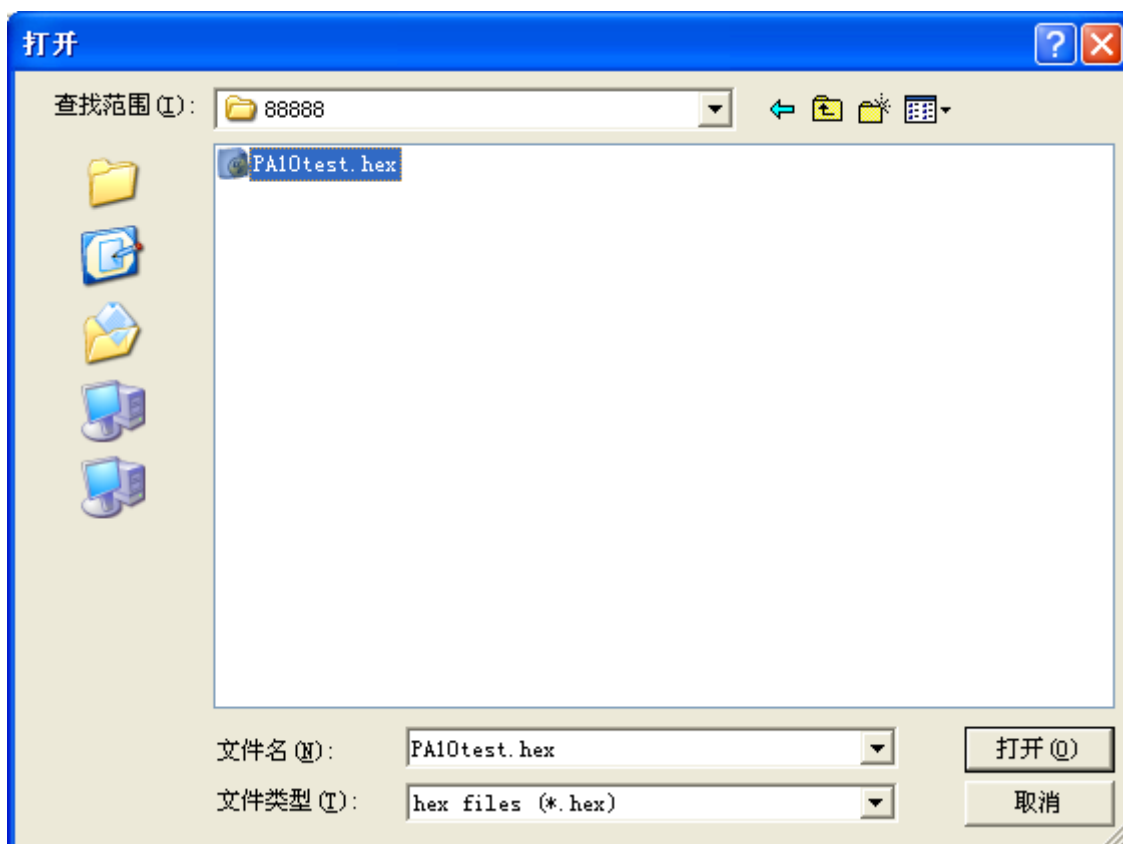 打开
查找范围(I): 88888
PA10test.hex
文件名(N): PA10test.hex 打开(O)
文件类型(T): hex files (*.hex) 取消